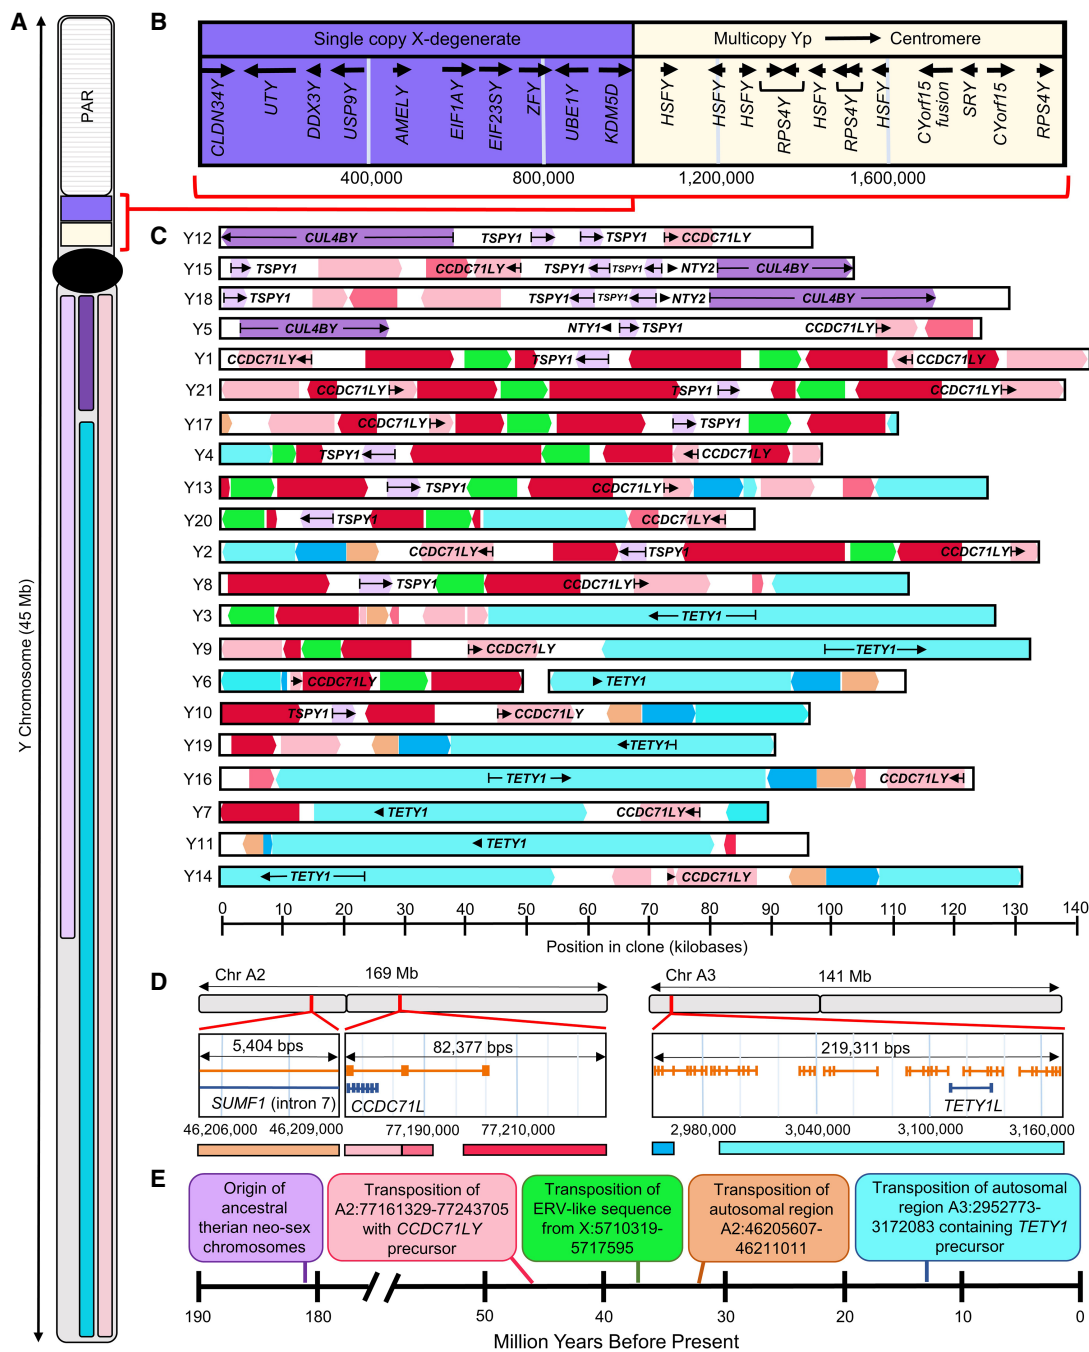 A
PAR
Y Chromosome (45 Mb)
B
Single copy X-degenerate
Multicopy Yp
Centromere
CLDN34Y
UTY
DDX3Y
USP9Y
AMELY
EIF1AY
EIF23SY
ZFY
UBE1Y
KDM5D
HSFY
HSFY
HSFY
RPS4Y
HSFY
RPS4Y
HSFY
CYorf15
fusion
SRY
CYorf15
RPS4Y
400,000
800,000
1,200,000
1,600,000
C
Y12
CUL4BY
TSPY1
TSPY1
CCDC71LY
Y15
TSPY1
CCDC71LY
TSPY1
TSPY1
NTY2
CUL4BY
Y18
TSPY1
TSPY1
TSPY1
NTY2
CUL4BY
Y5
CUL4BY
NTY1
TSPY1
CCDC71LY
Y1
CCDC71LY
TSPY1
CCDC71LY
Y21
CCDC71LY
TSPY1
CCDC71LY
Y17
CCDC71LY
TSPY1
Y4
TSPY1
CCDC71LY
Y13
TSPY1
CCDC71LY
Y20
TSPY1
CCDC71LY
Y2
CCDC71LY
TSPY1
CCDC71LY
Y8
TSPY1
CCDC71LY
Y3
TETY1
Y9
CCDC71LY
TETY1
Y6
CCDC71LY
TETY1
Y10
TSPY1
CCDC71LY
Y19
TETY1
Y16
TETY1
CCDC71LY
Y7
TETY1
CCDC71LY
Y11
TETY1
Y14
TETY1
CCDC71LY
0 10 20 30 40 50 60 70 80 90 100 110 120 130 140
Position in clone (kilobases)
D
Chr A2
169 Mb
Chr A3
141 Mb
5,404 bps
82,377 bps
219,311 bps
SUMF1 (intron 7)
CCDC71L
TETY1L
46,206,000
46,209,000
77,190,000
77,210,000
2,980,000
3,040,000
3,100,000
3,160,000
E
Origin of
ancestral
therian neo-sex
chromosomes
Transposition of
A2:77161329-77243705
with CCDC71LY
precursor
Transposition of
ERV-like sequence
from X:5710319-
5717595
Transposition of
autosomal region
A2:46205607-
46211011
Transposition of autosomal
region A3:2952773-
3172083 containing TETY1
precursor
190 180 50 40 30 20 10 0
Million Years Before Present